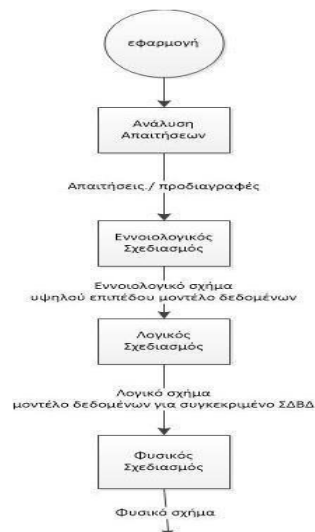 εφαρμογή
Ανάλυση
Απαιτήσεων
Απαιτήσεις./ προδιαγραφές
Εννοιολογικός
Σχεδιασμός
Εννοιολογικό σχήμα
υψηλού επιπέδου μοντέλο δεδομένων
Λογικός
Σχεδιασμός
Λογικό σχήμα
μοντέλο δεδομένων για συγκεκριμένο ΣΔΒΔ
Φυσικός
Σχεδιασμός
Φυσικό σχήμα